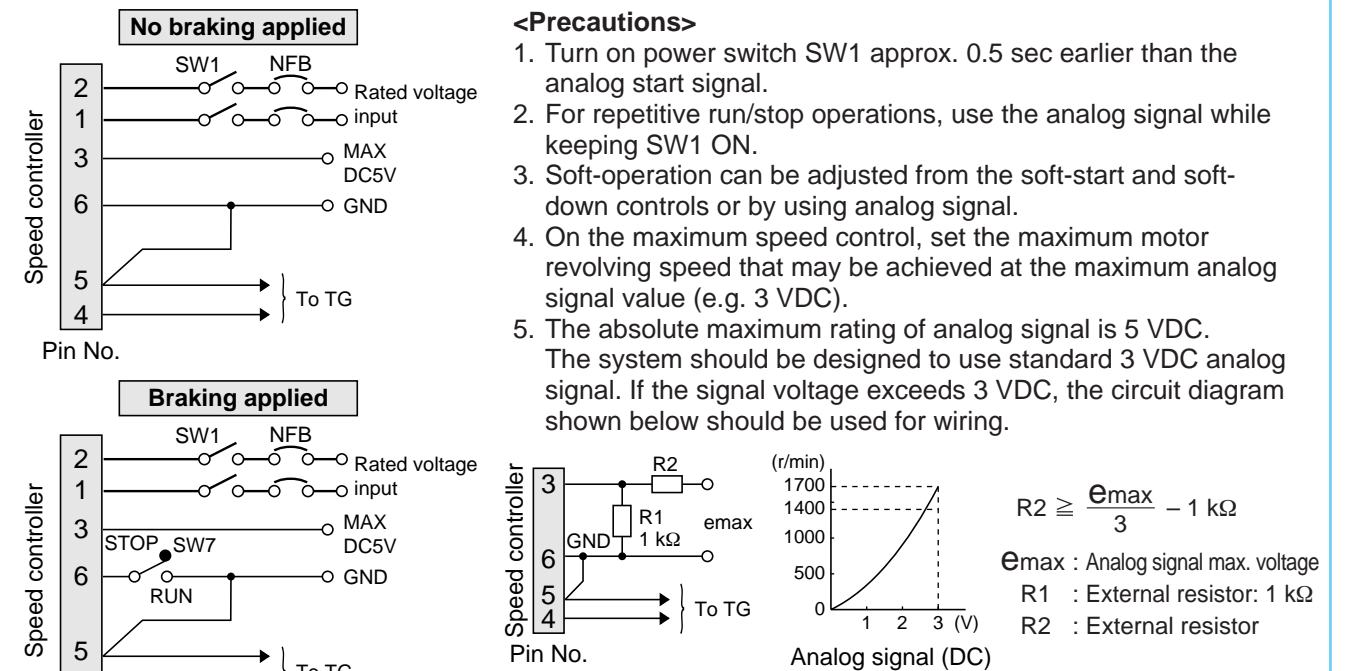 No braking applied
SW1 NFB
2 Rated voltage
1 input
3 MAX
DC5V
6 GND
5
4 To TG
Speed controller
Pin No.
Braking applied
SW1 NFB
2 Rated voltage
1 input
3 MAX
DC5V
STOP SW7
6 GND
RUN
5
To TG
Speed controller
<Precautions>
1. Turn on power switch SW1 approx. 0.5 sec earlier than the
analog start signal.
2. For repetitive run/stop operations, use the analog signal while
keeping SW1 ON.
3. Soft-operation can be adjusted from the soft-start and soft-
down controls or by using analog signal.
4. On the maximum speed control, set the maximum motor
revolving speed that may be achieved at the maximum analog
signal value (e.g. 3 VDC).
5. The absolute maximum rating of analog signal is 5 VDC.
The system should be designed to use standard 3 VDC analog
signal. If the signal voltage exceeds 3 VDC, the circuit diagram
shown below should be used for wiring.
Speed controller
R2
3
R1
1 kΩ
emax
GND
6
5
4
To TG
Pin No.
(r/min)
1700
1400
1000
500
0
1 2 3 (V)
Analog signal (DC)
R2 ≧ emax/3 – 1 kΩ
emax : Analog signal max. voltage
R1 : External resistor: 1 kΩ
R2 : External resistor